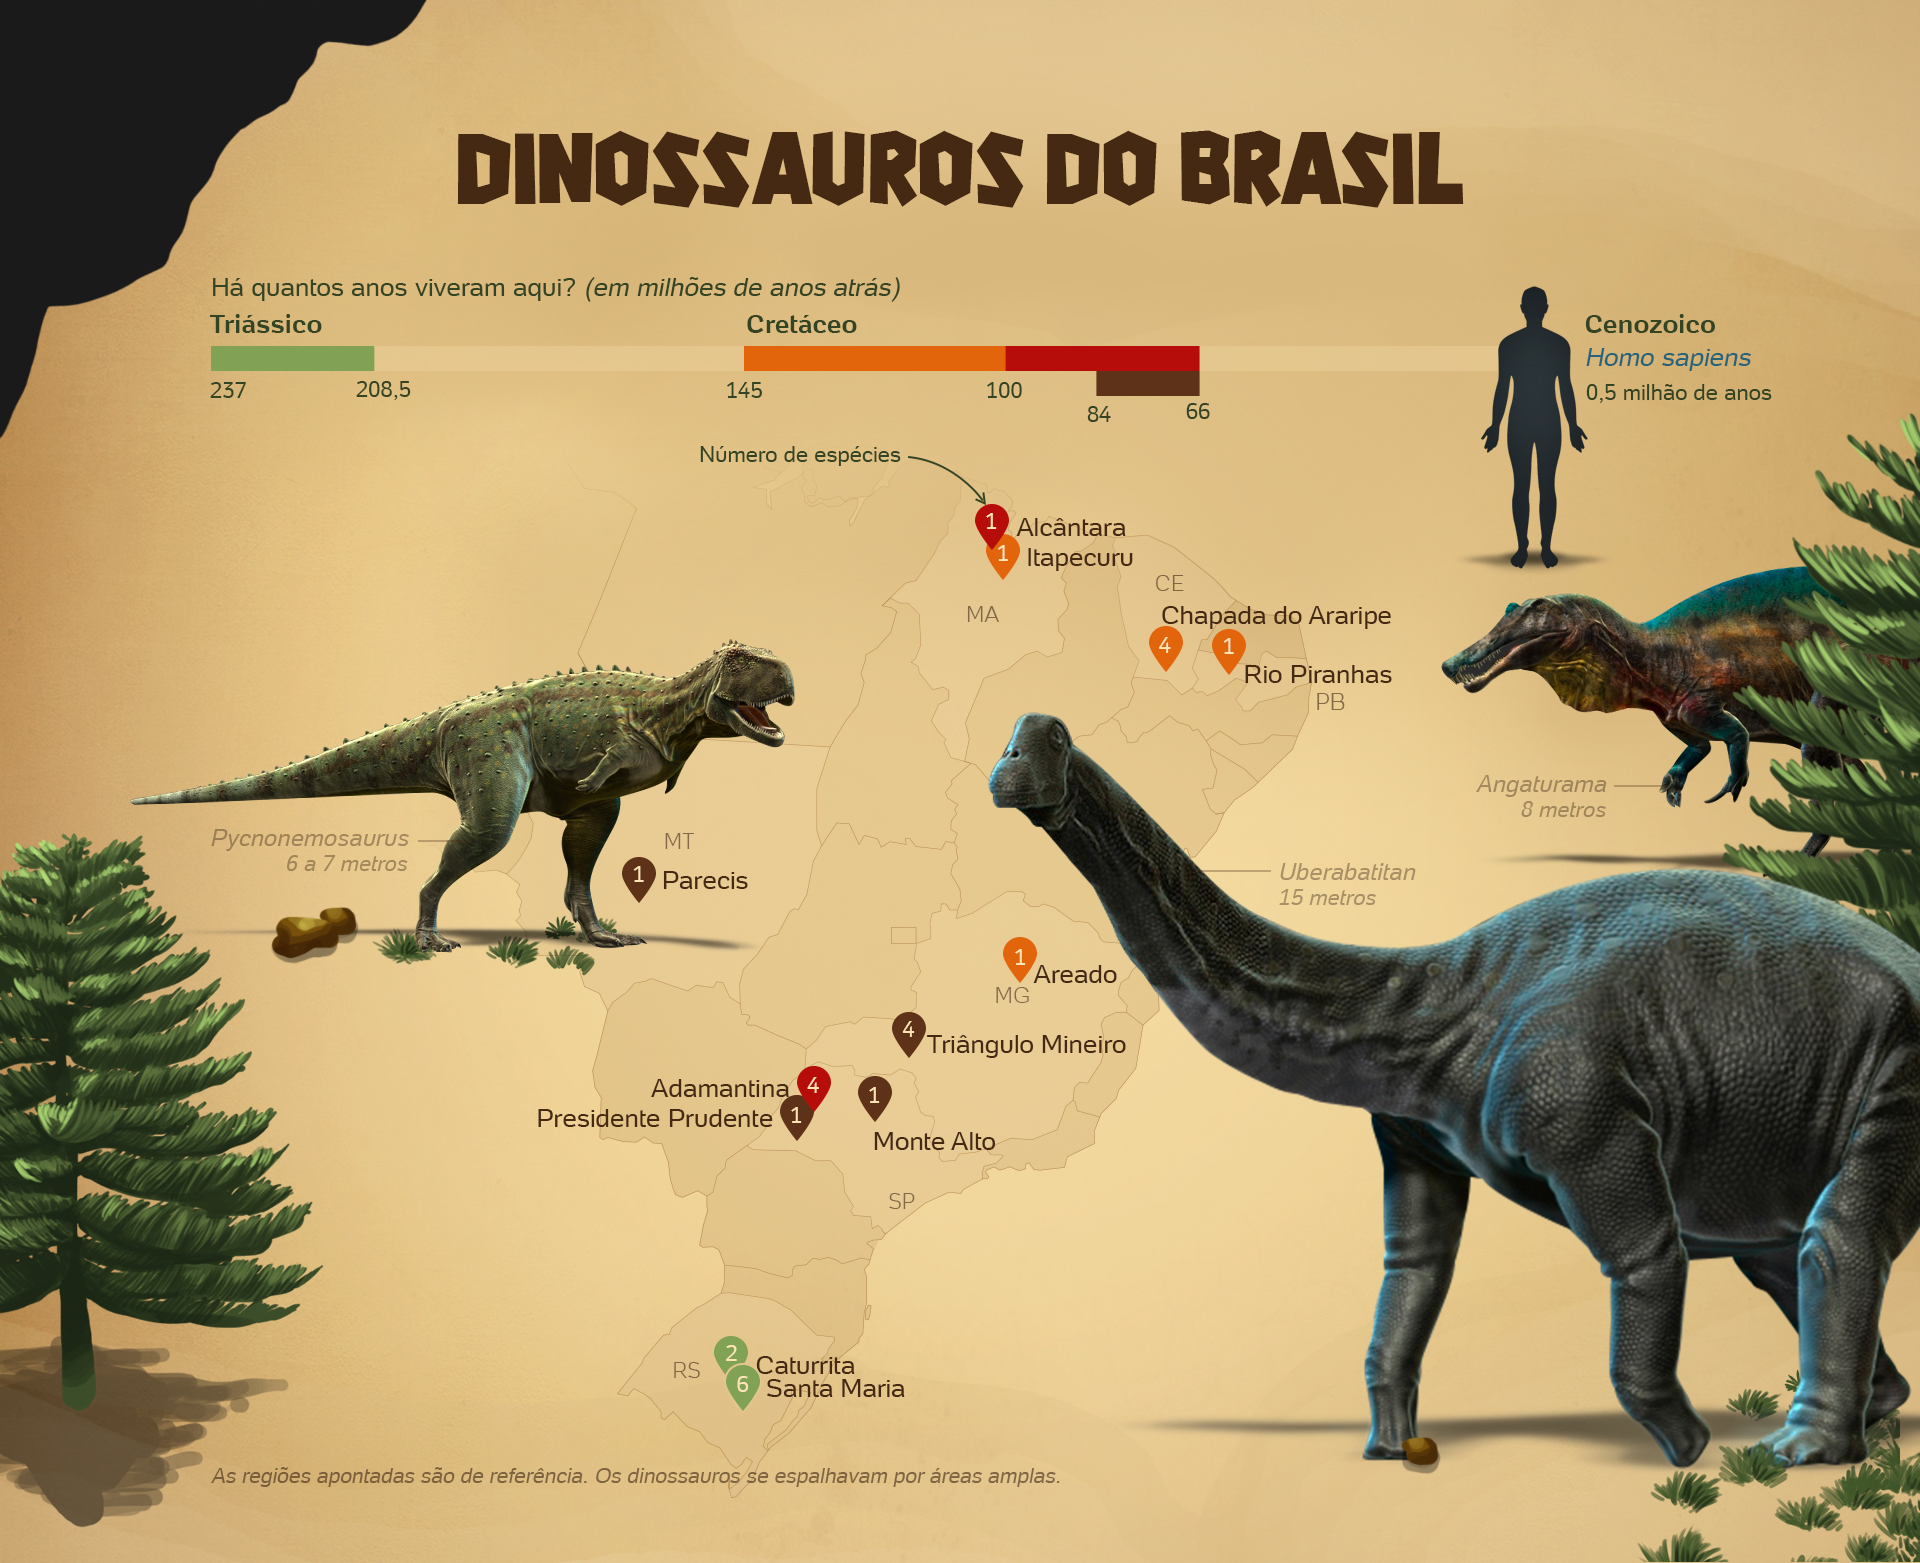 DINOSSAUROS DO BRASIL
Há quantos anos viveram aqui? (em milhões de anos atrás)
Triássico
Cretáceo
Cenozoico
Homo sapiens
0,5 milhão de anos
237
208,5
145
100
84
66
Número de espécies
1
Alcântara
1
Itapecuru
MA
CE
Chapada do Araripe
4
1
Rio Piranhas
PB
Angaturama
8 metros
Pycnonemosaurus
6 a 7 metros
MT
1
Parecis
Uberabatitan
15 metros
1
Areado
MG
4
Triângulo Mineiro
Adamantina
4
Presidente Prudente
1
1
Monte Alto
SP
RS
2
Caturrita
6
Santa Maria
As regiões apontadas são de referência. Os dinossauros se espalhavam por áreas amplas.